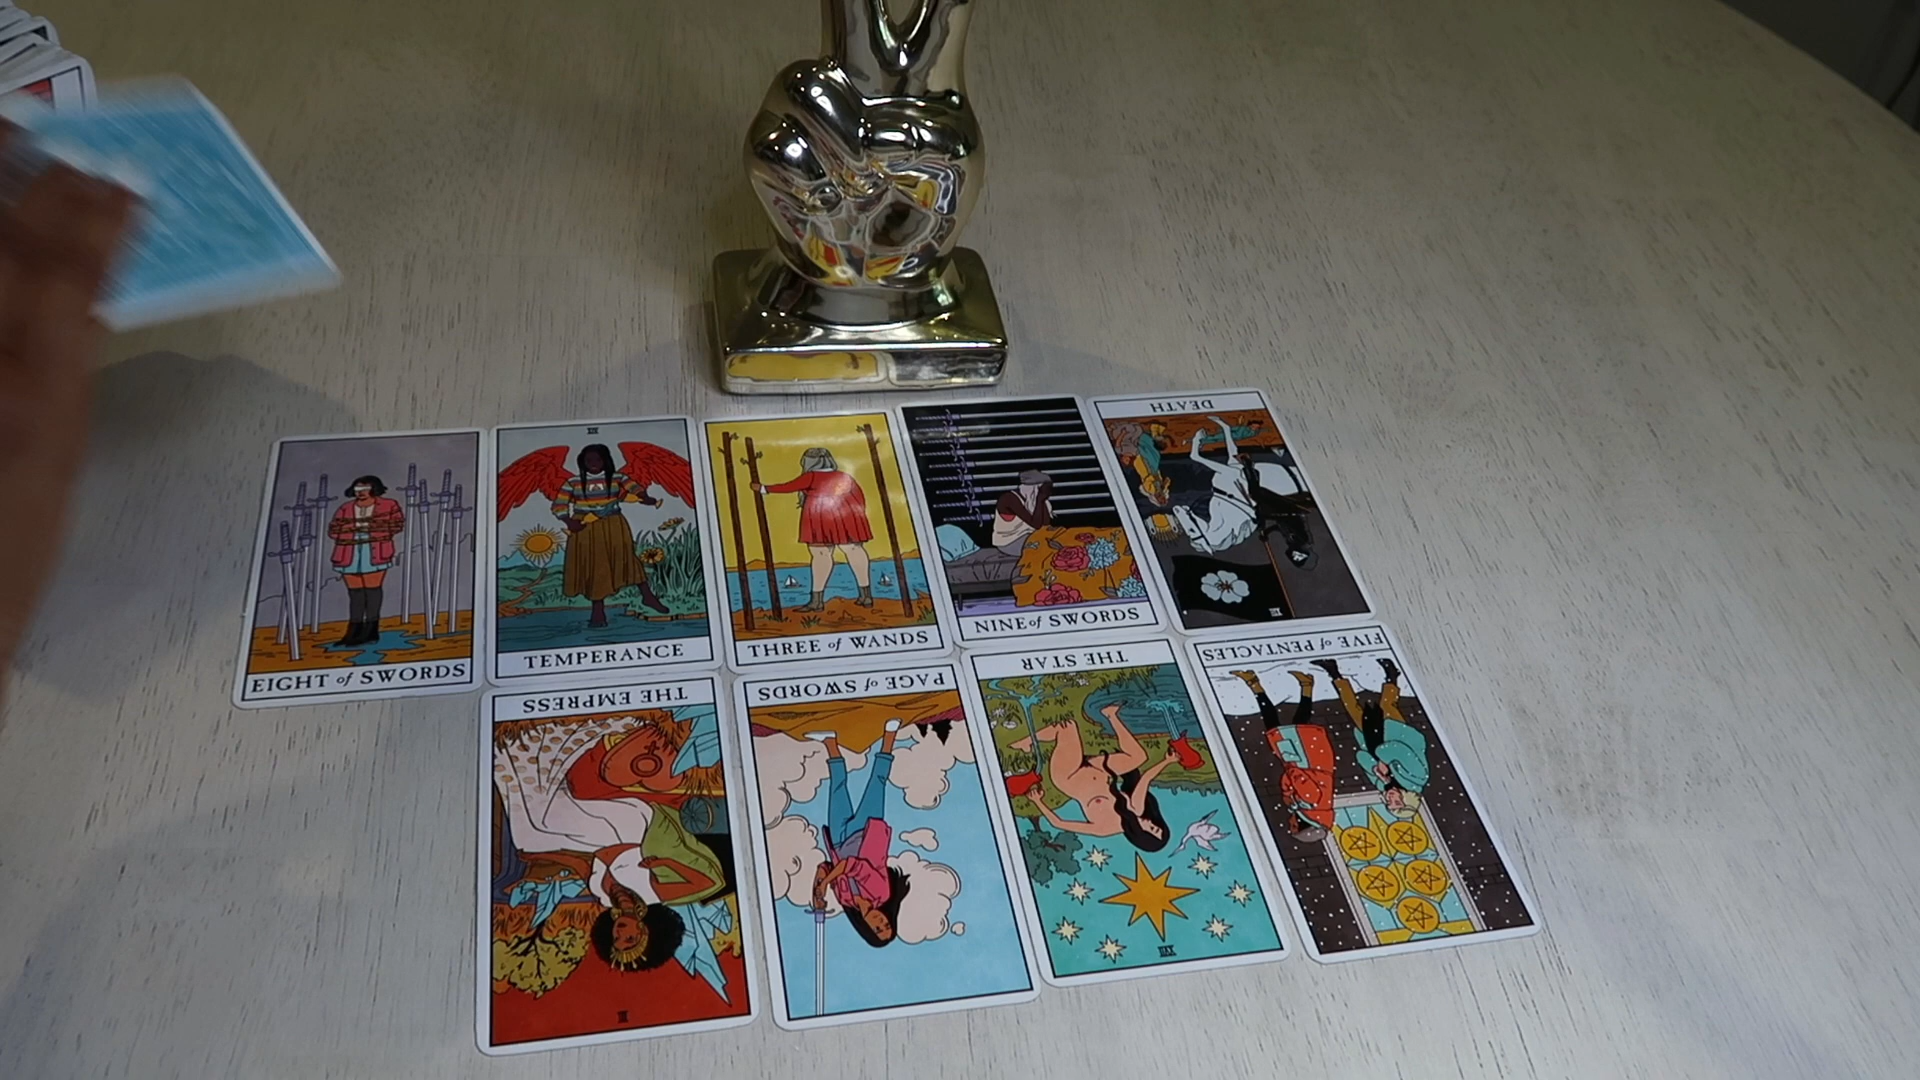 III
DEATH
EIGHT of SWORDS
TEMPERANCE
THREE of WANDS
NINE of SWORDS
THE EMPRESS
PAGE of SWORDS
THE STAR
FIVE of PENTACLES